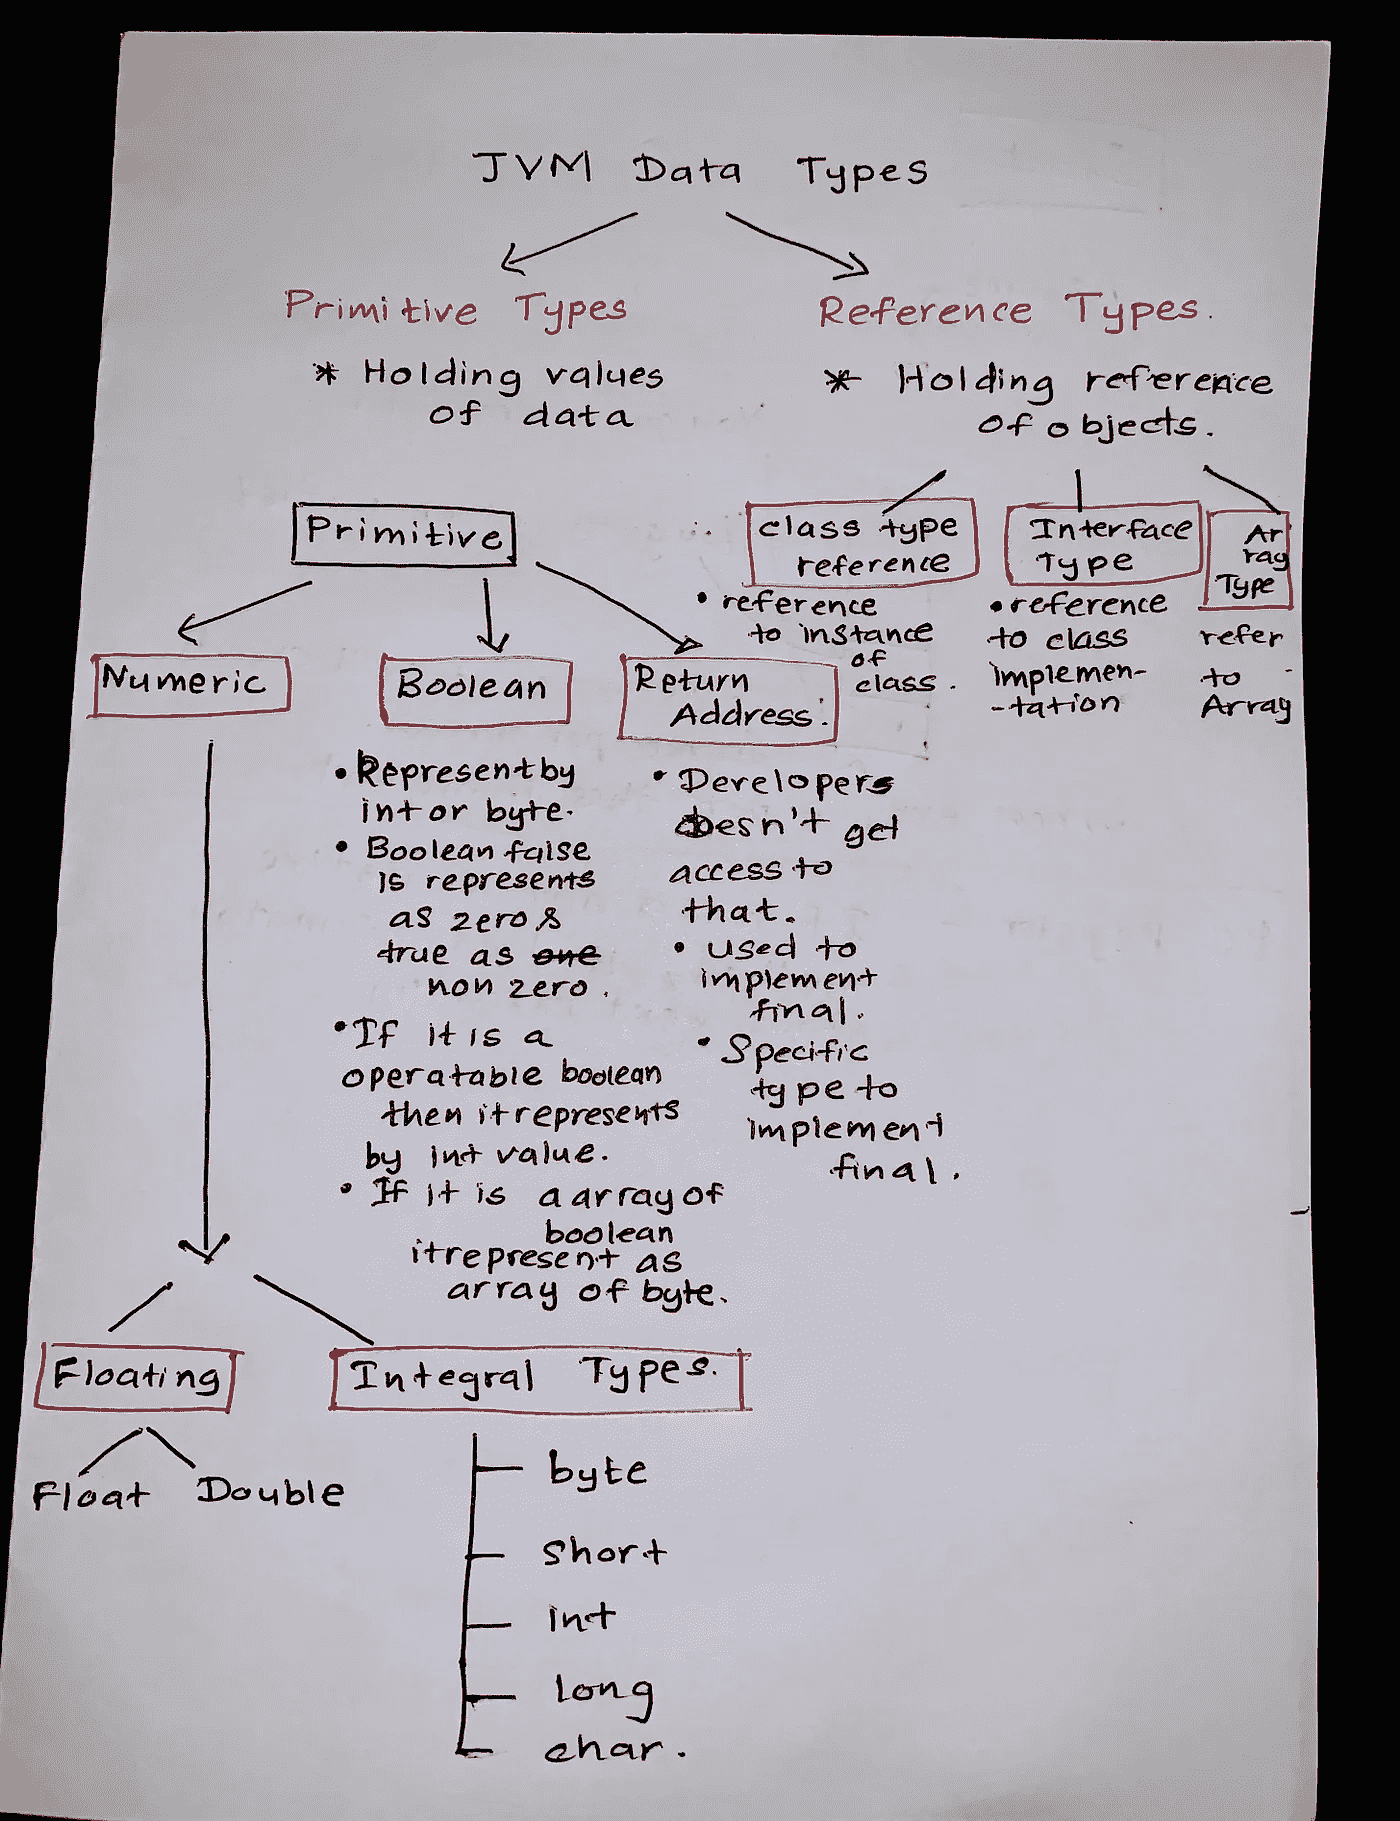 JVM Data Types
Primitive Types
* Holding values
of data
Reference Types.
* Holding reference
of objects.
Primitive
class type
reference
• reference
to instance
of
class.
Interface
Type
• reference
to class
implemen-
-tation
Ar
ray
Type
refer
to
Array
Numeric
Boolean
• Represent by
int or byte.
• Boolean false
is represents
as zero &
true as one
non zero.
• If it is a
operatable boolean
then it represents
by int value.
• If it is a array of
boolean
it represent as
array of byte.
Return
Address.
• Developers
doesn't get
access to
that.
• used to
implement
final.
• Specific
type to
implement
final.
Floating
Float Double
Integral Types.
byte
short
int
long
char.